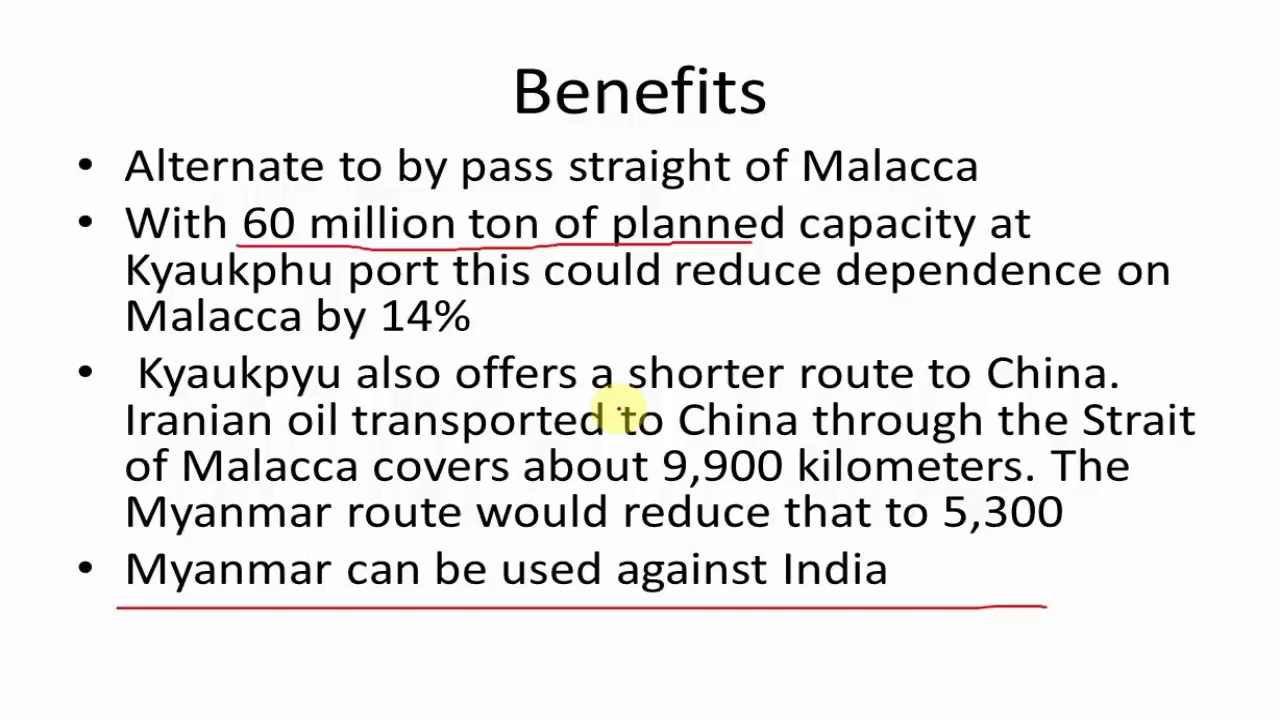 Benefits
• Alternate to by pass straight of Malacca
• With 60 million ton of planned capacity at
Kyaukphu port this could reduce dependence on
Malacca by 14%
• Kyaukpyu also offers a shorter route to China.
Iranian oil transported to China through the Strait
of Malacca covers about 9,900 kilometers. The
Myanmar route would reduce that to 5,300
• Myanmar can be used against India